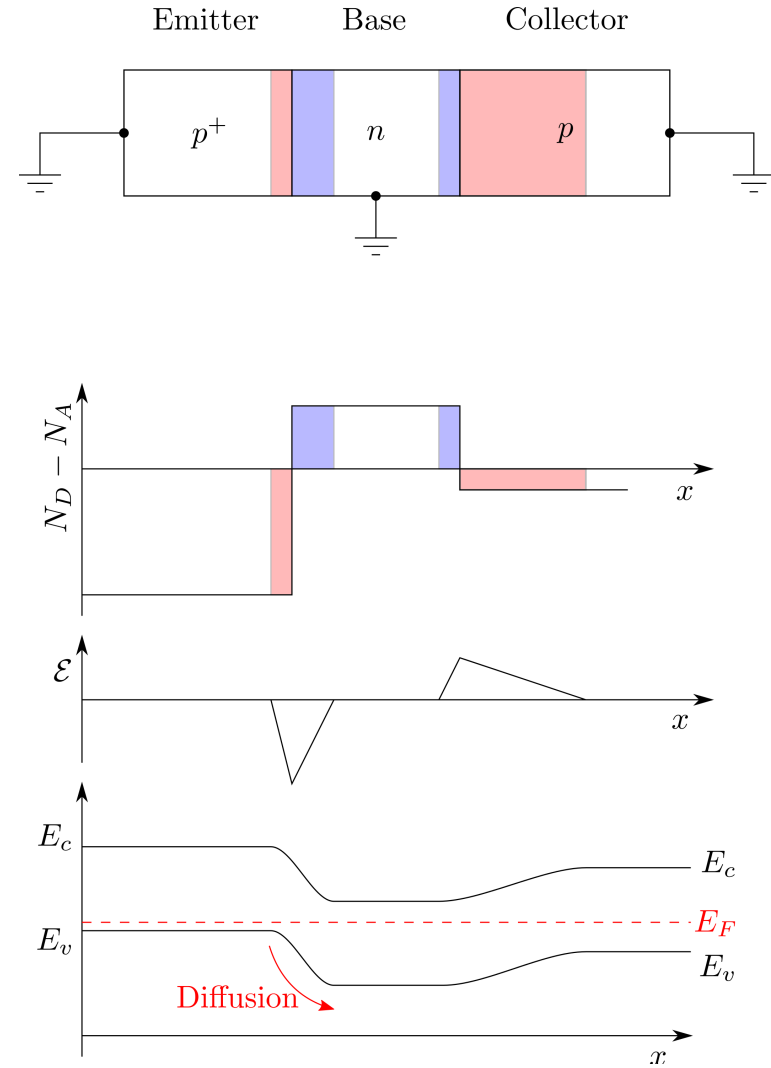 Emitter Base Collector
p⁺ n p
N_D − N_A
x
ℰ
x
E_c
E_c
E_F
E_v
E_v
Diffusion
x